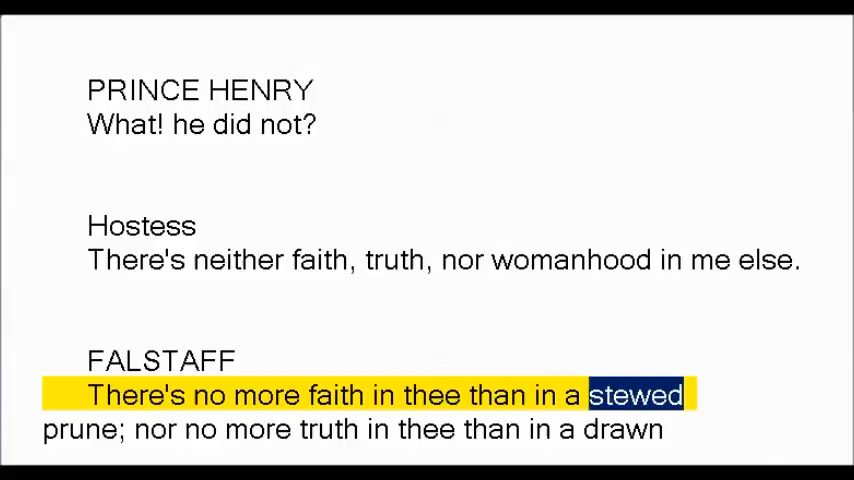 PRINCE HENRY
What! he did not?
Hostess
There's neither faith, truth, nor womanhood in me else.
FALSTAFF
There's no more faith in thee than in a stewed
prune; nor no more truth in thee than in a drawn